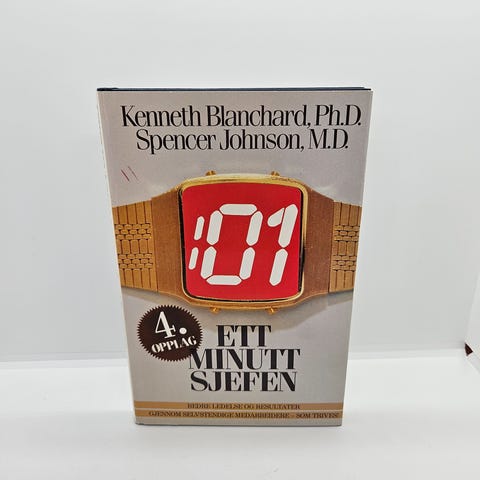 Kenneth Blanchard, Ph.D.
Spencer Johnson, M.D.
:01
4.
OPPLAG
ETT
MINUTT
SJEFEN
BEDRE LEDELSE OG RESULTATER
GJENNOM SELVSTENDIGE MEDARBEIDERE – SOM TRIVES!